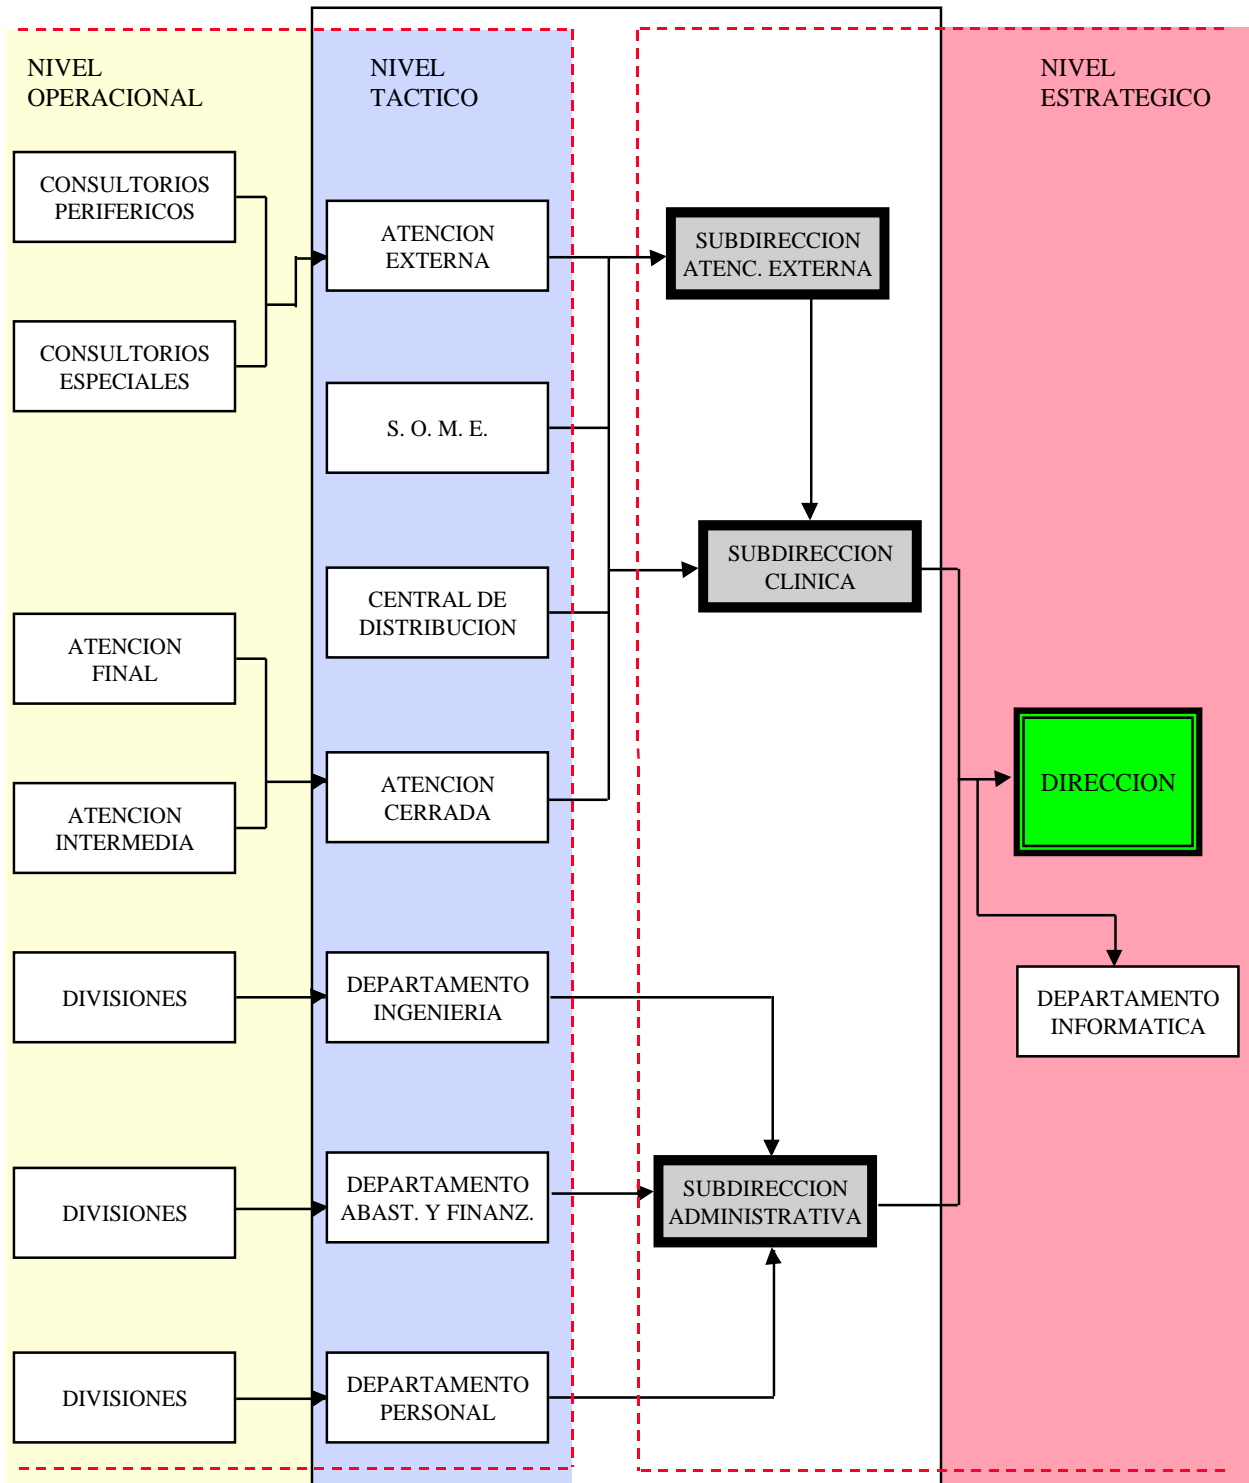 NIVEL
OPERACIONAL
NIVEL
TACTICO
NIVEL
ESTRATEGICO
CONSULTORIOS
PERIFERICOS
ATENCION
EXTERNA
SUBDIRECCION
ATENC. EXTERNA
CONSULTORIOS
ESPECIALES
S. O. M. E.
SUBDIRECCION
CLINICA
CENTRAL DE
DISTRIBUCION
ATENCION
FINAL
ATENCION
CERRADA
DIRECCION
ATENCION
INTERMEDIA
DIVISIONES
DEPARTAMENTO
INGENIERIA
DEPARTAMENTO
INFORMATICA
DIVISIONES
DEPARTAMENTO
ABAST. Y FINANZ.
SUBDIRECCION
ADMINISTRATIVA
DIVISIONES
DEPARTAMENTO
PERSONAL